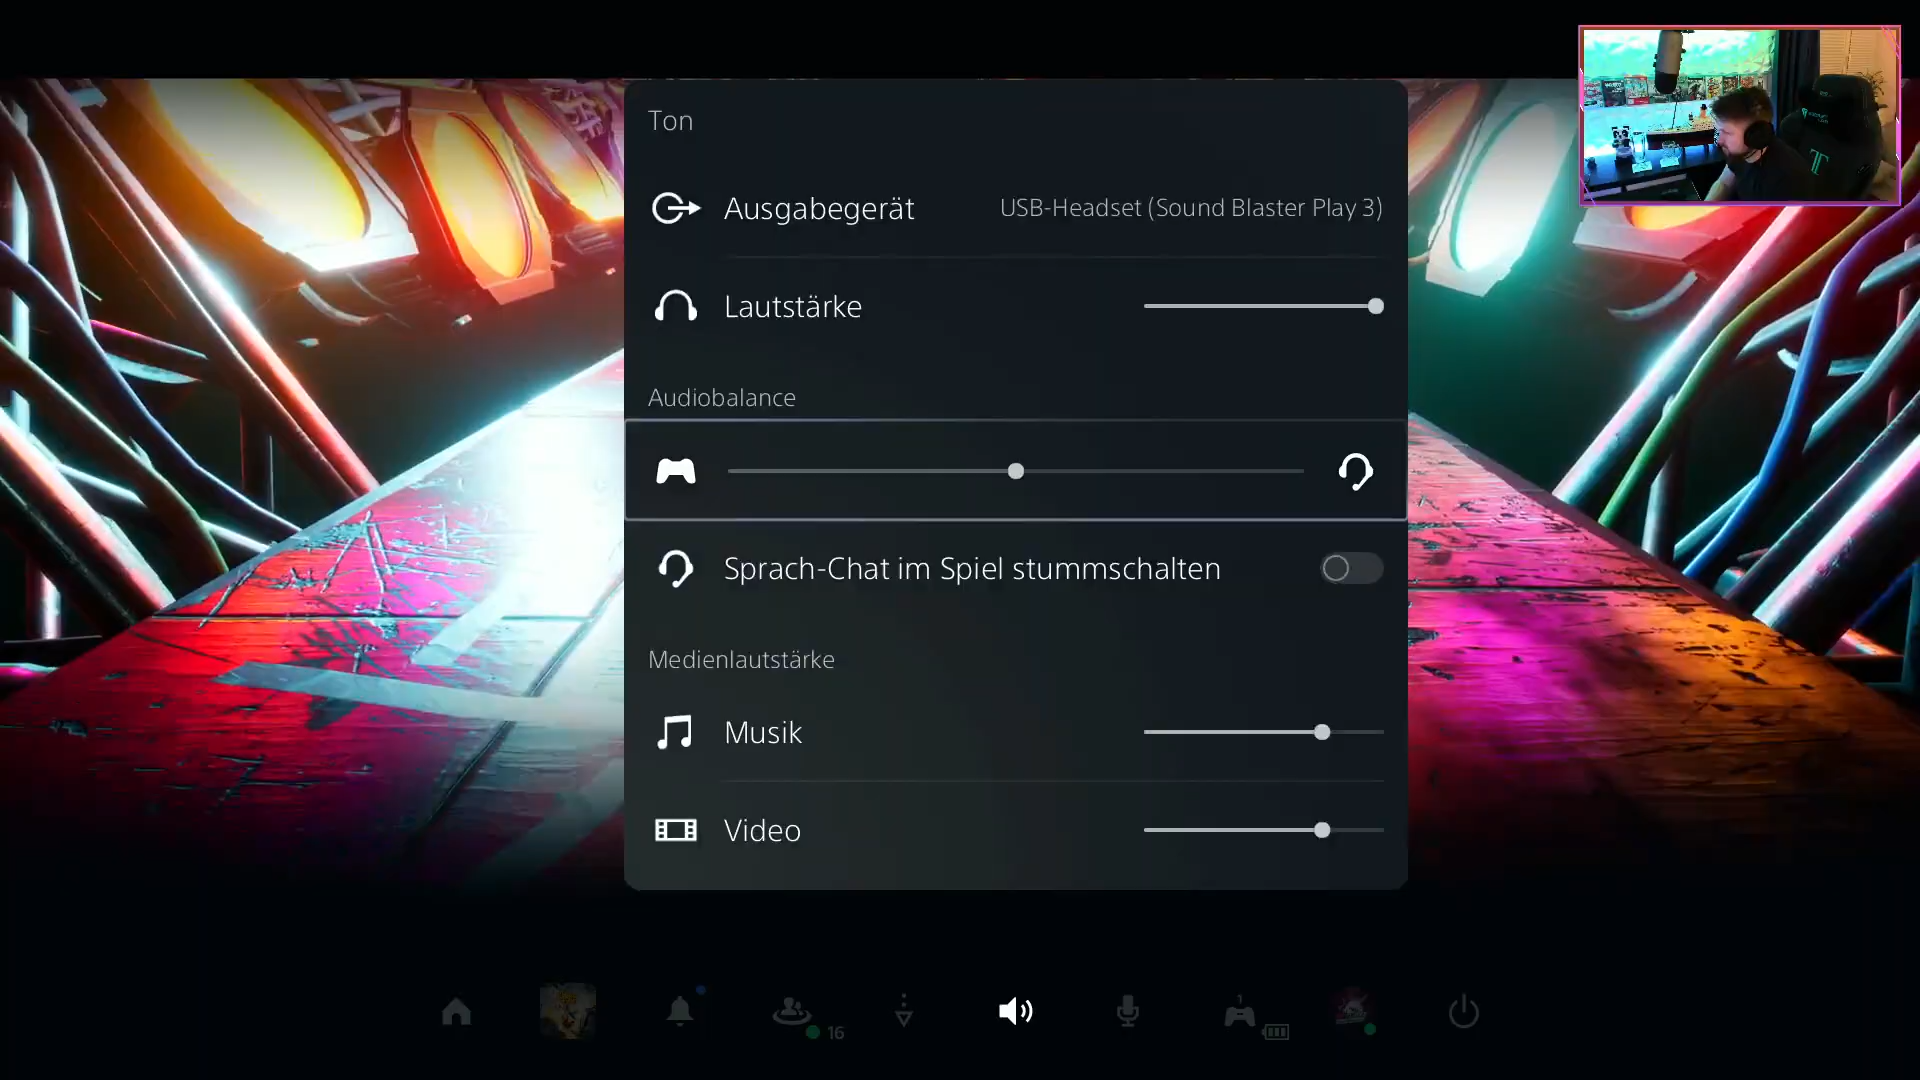 Ton
Ausgabegerät USB-Headset (Sound Blaster Play 3)
Lautstärke
Audiobalance
Sprach-Chat im Spiel stummschalten
Medienlautstärke
Musik
Video
1
16